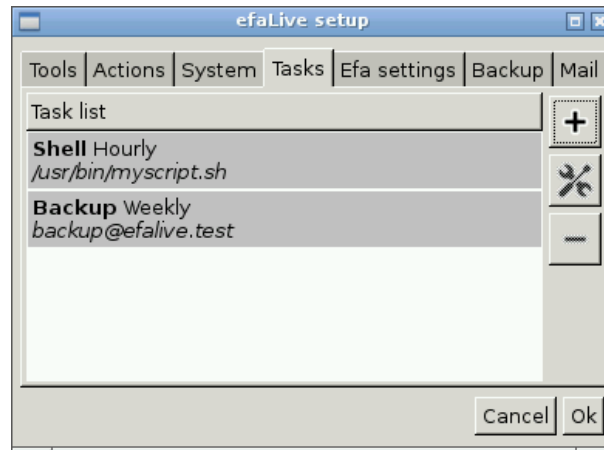 efaLive setup
Tools Actions System Tasks Efa settings Backup Mail
Task list
Shell Hourly
/usr/bin/myscript.sh
Backup Weekly
backup@efalive.test
Cancel Ok